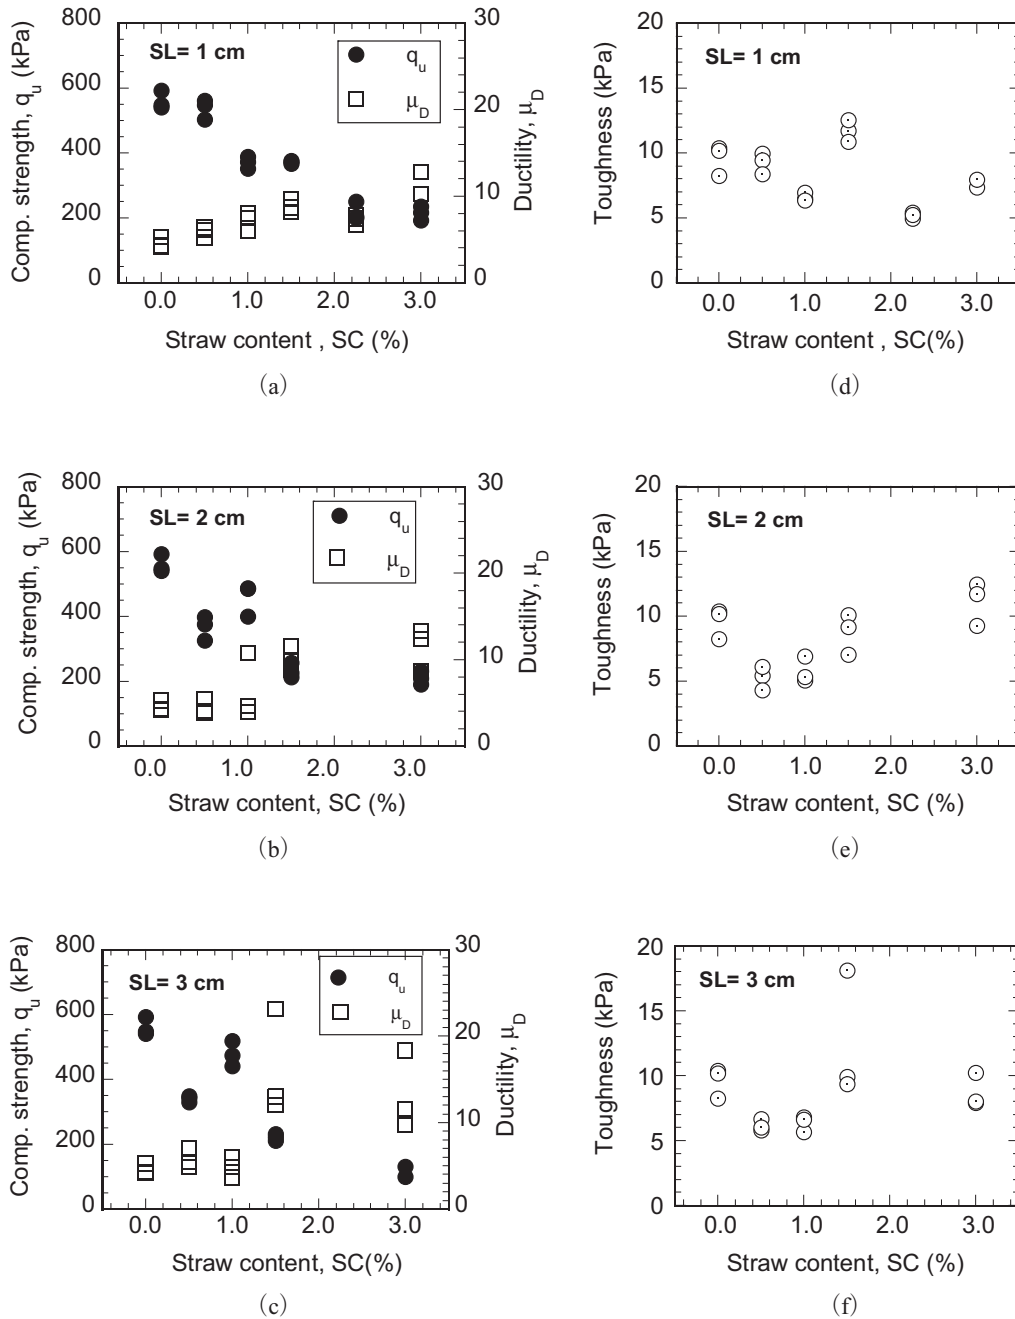 800
600
400
200
0
Comp. strength, q_u (kPa)
SL= 1 cm
q_u
μ_D
30
20
10
0
Ductility, μ_D
0.0 1.0 2.0 3.0
Straw content , SC (%)
(a)
20
15
10
5
0
Toughness (kPa)
SL= 1 cm
0.0 1.0 2.0 3.0
Straw content , SC(%)
(d)
800
600
400
200
0
Comp. strength, q_u (kPa)
SL= 2 cm
q_u
μ_D
30
20
10
0
Ductility, μ_D
0.0 1.0 2.0 3.0
Straw content, SC (%)
(b)
20
15
10
5
0
Toughness (kPa)
SL= 2 cm
0.0 1.0 2.0 3.0
Straw content, SC (%)
(e)
800
600
400
200
0
Comp. strength, q_u (kPa)
SL= 3 cm
q_u
μ_D
30
20
10
0
Ductility, μ_D
0.0 1.0 2.0 3.0
Straw content, SC(%)
(c)
20
15
10
5
0
Toughness (kPa)
SL= 3 cm
0.0 1.0 2.0 3.0
Straw content, SC (%)
(f)